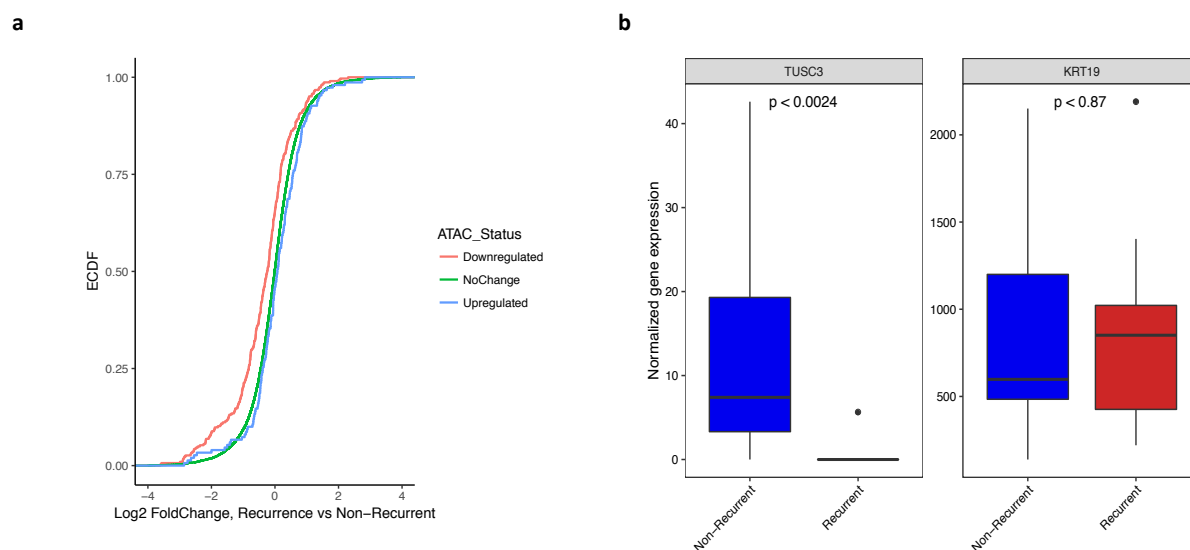 a
1.00
0.75
0.50
0.25
0.00
ECDF
−4
−2
0
2
4
Log2 FoldChange, Recurrence vs Non−Recurrent
ATAC_Status
Downregulated
NoChange
Upregulated
b
TUSC3
KRT19
p < 0.0024
p < 0.87
Normalized gene expression
40
30
20
10
0
2000
1500
1000
500
Non−Recurrent
Recurrent
Non−Recurrent
Recurrent